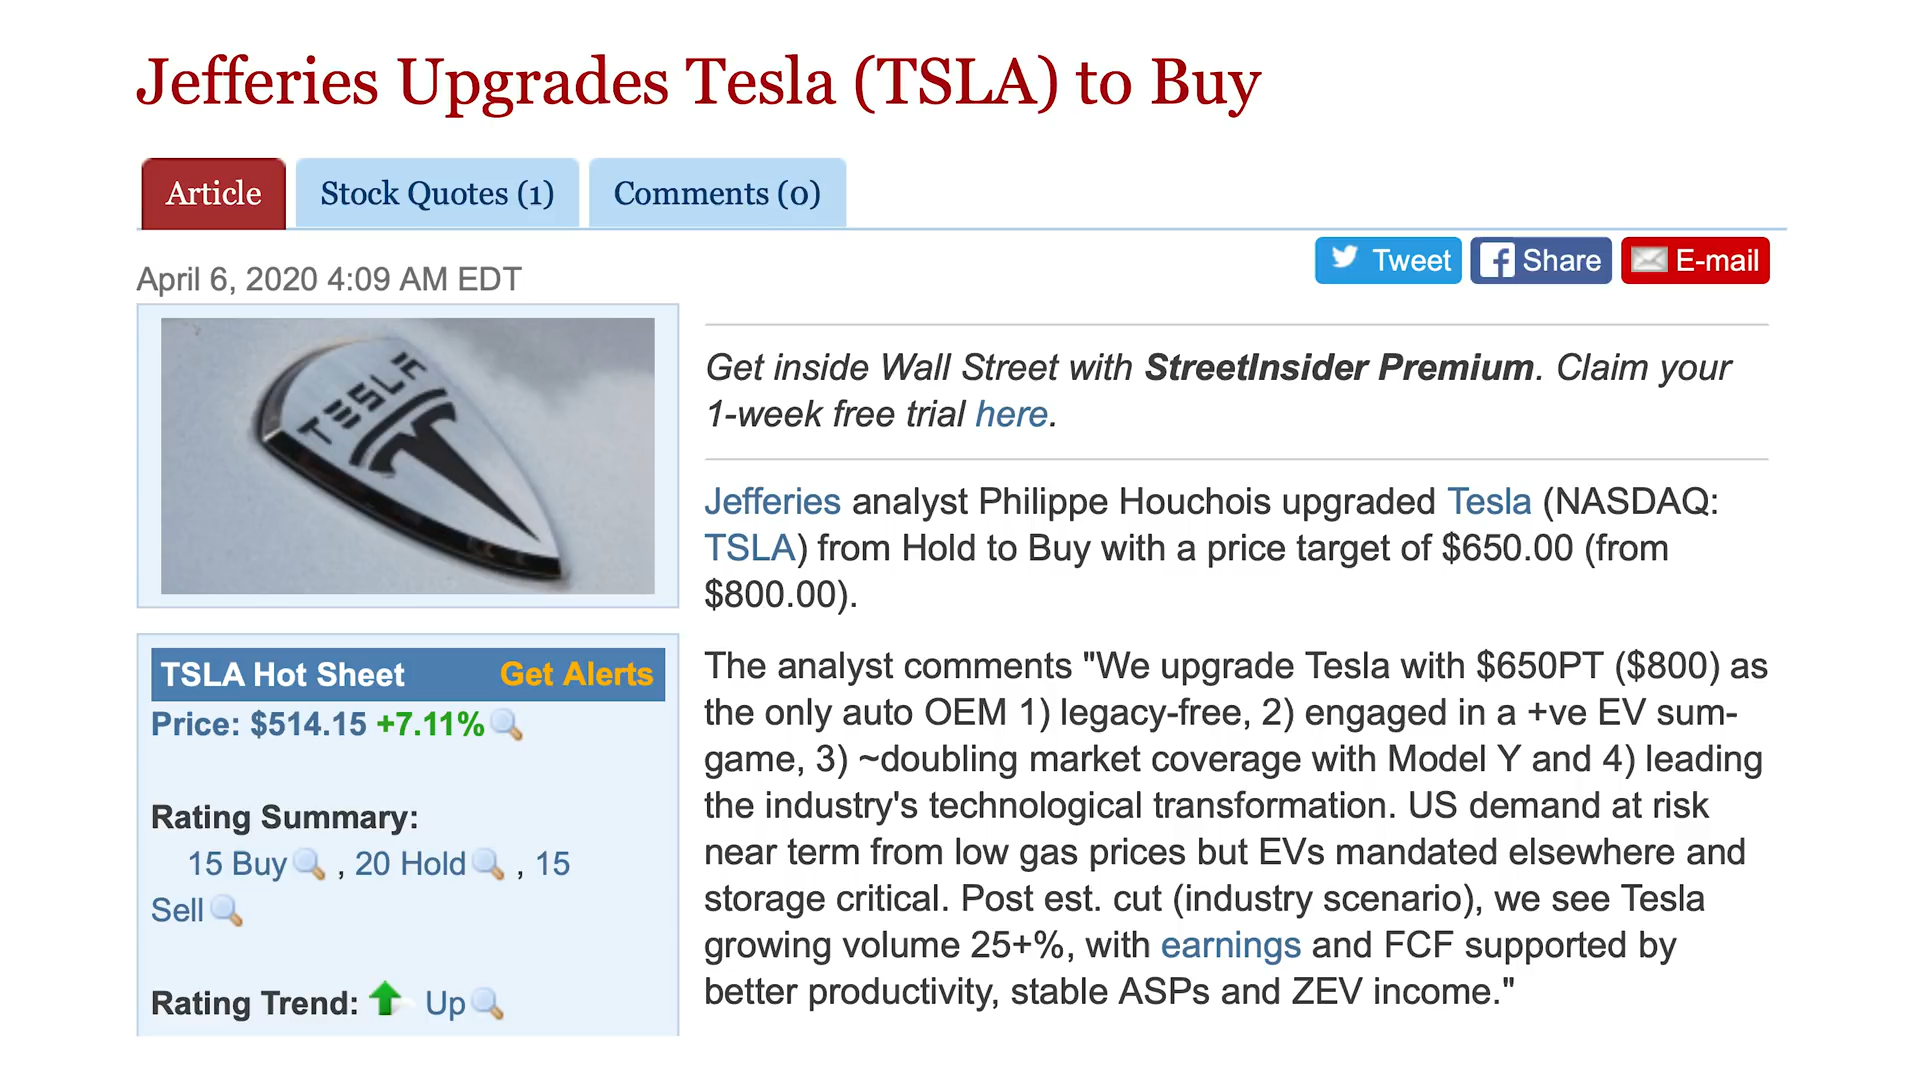 Jefferies Upgrades Tesla (TSLA) to Buy
Article
Stock Quotes (1)
Comments (0)
April 6, 2020 4:09 AM EDT
Tweet
Share
E-mail
TESLA
TSLA Hot Sheet
Get Alerts
Price: $514.15 +7.11%
Rating Summary:
15 Buy , 20 Hold , 15
Sell
Rating Trend: Up
Get inside Wall Street with StreetInsider Premium. Claim your
1-week free trial here.
Jefferies analyst Philippe Houchois upgraded Tesla (NASDAQ:
TSLA) from Hold to Buy with a price target of $650.00 (from
$800.00).
The analyst comments "We upgrade Tesla with $650PT ($800) as
the only auto OEM 1) legacy-free, 2) engaged in a +ve EV sum-
game, 3) ~doubling market coverage with Model Y and 4) leading
the industry's technological transformation. US demand at risk
near term from low gas prices but EVs mandated elsewhere and
storage critical. Post est. cut (industry scenario), we see Tesla
growing volume 25+%, with earnings and FCF supported by
better productivity, stable ASPs and ZEV income."